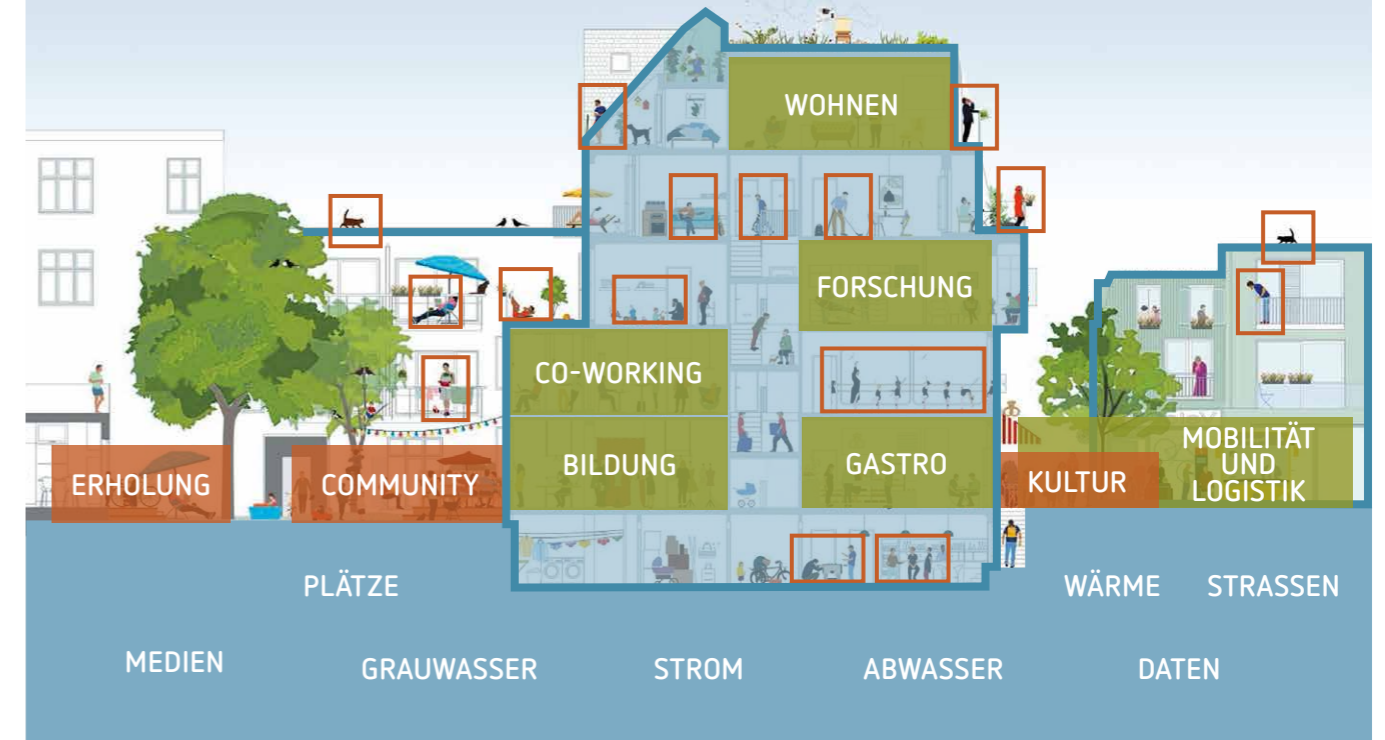 WOHNEN
FORSCHUNG
CO-WORKING
BILDUNG
GASTRO
MOBILITÄT
UND
LOGISTIK
ERHOLUNG
COMMUNITY
KULTUR
PLÄTZE
WÄRME
STRASSEN
MEDIEN
GRAUWASSER
STROM
ABWASSER
DATEN